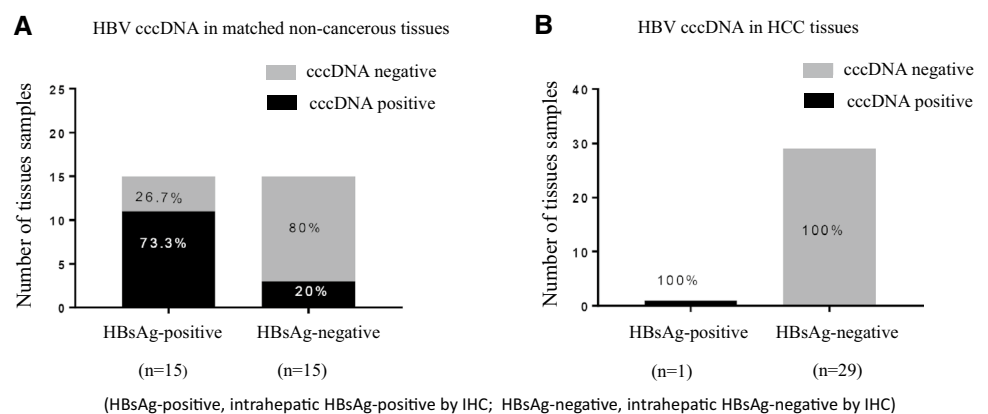 A
HBV cccDNA in matched non-cancerous tissues
cccDNA negative
cccDNA positive
Number of tissues samples
25
20
15
10
5
0
26.7%
73.3%
80%
20%
HBsAg-positive
HBsAg-negative
(n=15)
(n=15)
B
HBV cccDNA in HCC tissues
cccDNA negative
cccDNA positive
Number of tissues samples
40
30
20
10
0
100%
100%
HBsAg-positive
HBsAg-negative
(n=1)
(n=29)
(HBsAg-positive, intrahepatic HBsAg-positive by IHC; HBsAg-negative, intrahepatic HBsAg-negative by IHC)